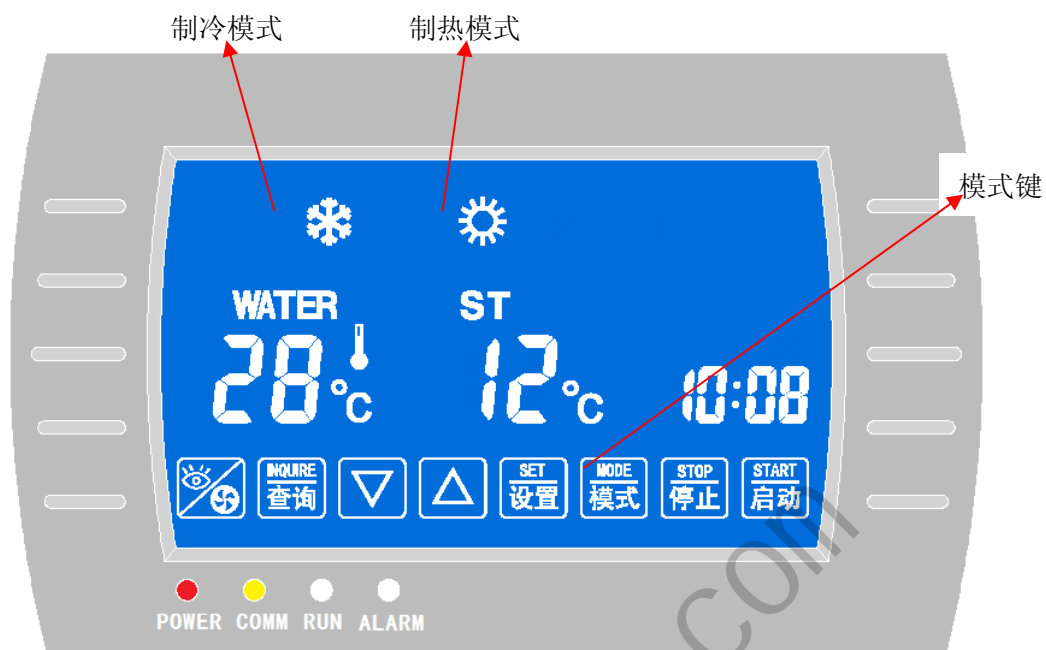 制冷模式 制热模式
模式键
WATER ST
28℃ 12℃ 10:08
INQUIRE SET MODE STOP START
查询 设置 模式 停止 启动
POWER COMM RUN ALARM
com